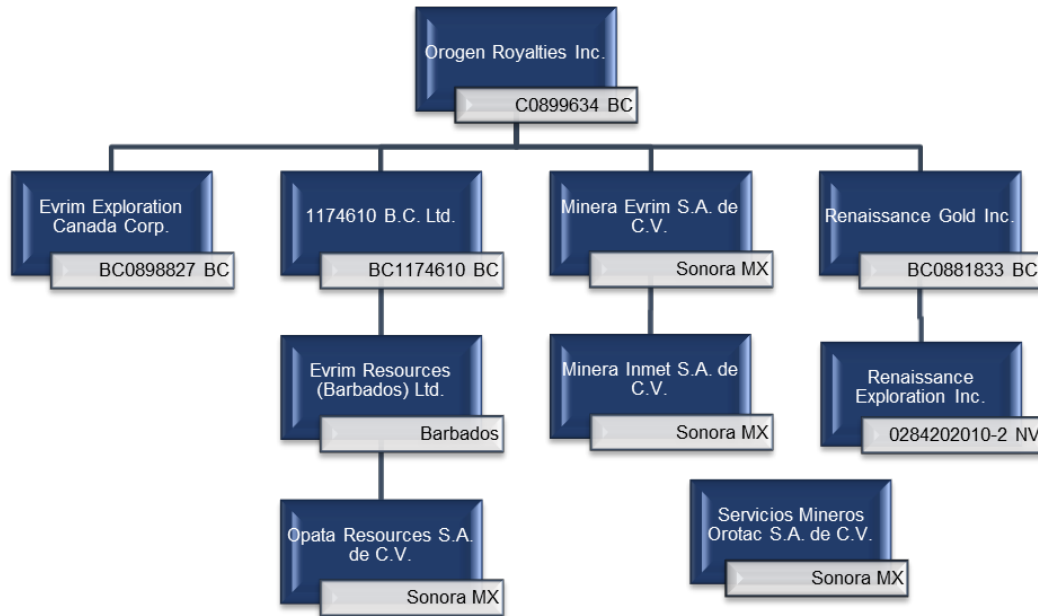 Orogen Royalties Inc.
C0899634 BC
Evrim Exploration
Canada Corp.
BC0898827 BC
1174610 B.C. Ltd.
BC1174610 BC
Minera Evrim S.A. de
C.V.
Sonora MX
Renaissance Gold Inc.
BC0881833 BC
Evrim Resources
(Barbados) Ltd.
Barbados
Minera Inmet S.A. de
C.V.
Sonora MX
Renaissance
Exploration Inc.
0284202010-2 NV
Opata Resources S.A.
de C.V.
Sonora MX
Servicios Mineros
Orotac S.A. de C.V.
Sonora MX